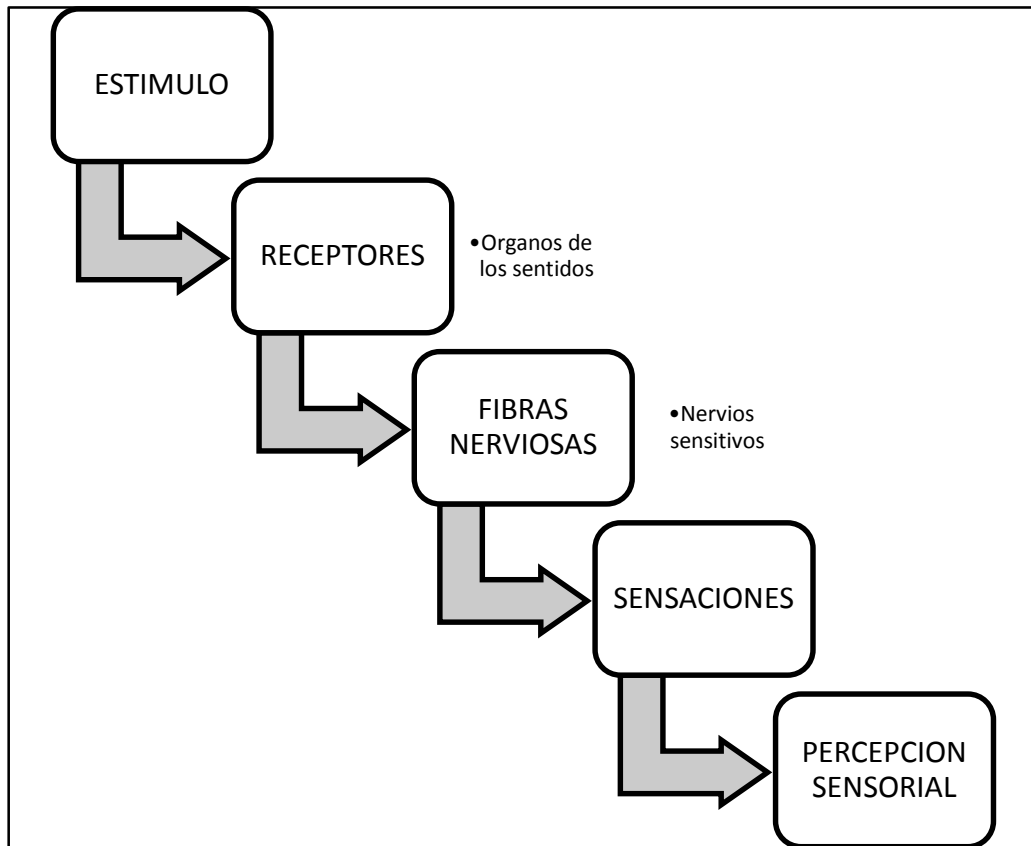 ESTIMULO
RECEPTORES
•Organos de
los sentidos
FIBRAS
NERVIOSAS
•Nervios
sensitivos
SENSACIONES
PERCEPCION
SENSORIAL